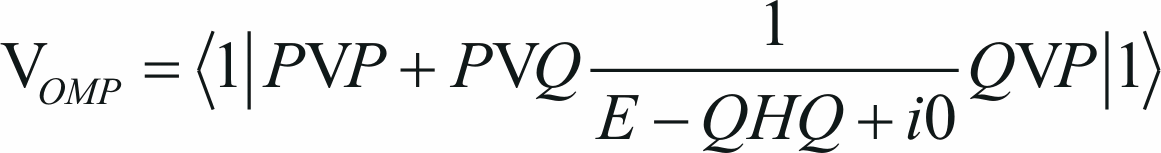 V_{OMP} = ⟨1| PVP + PVQ \frac{1}{E − QHQ + i0} QVP |1⟩